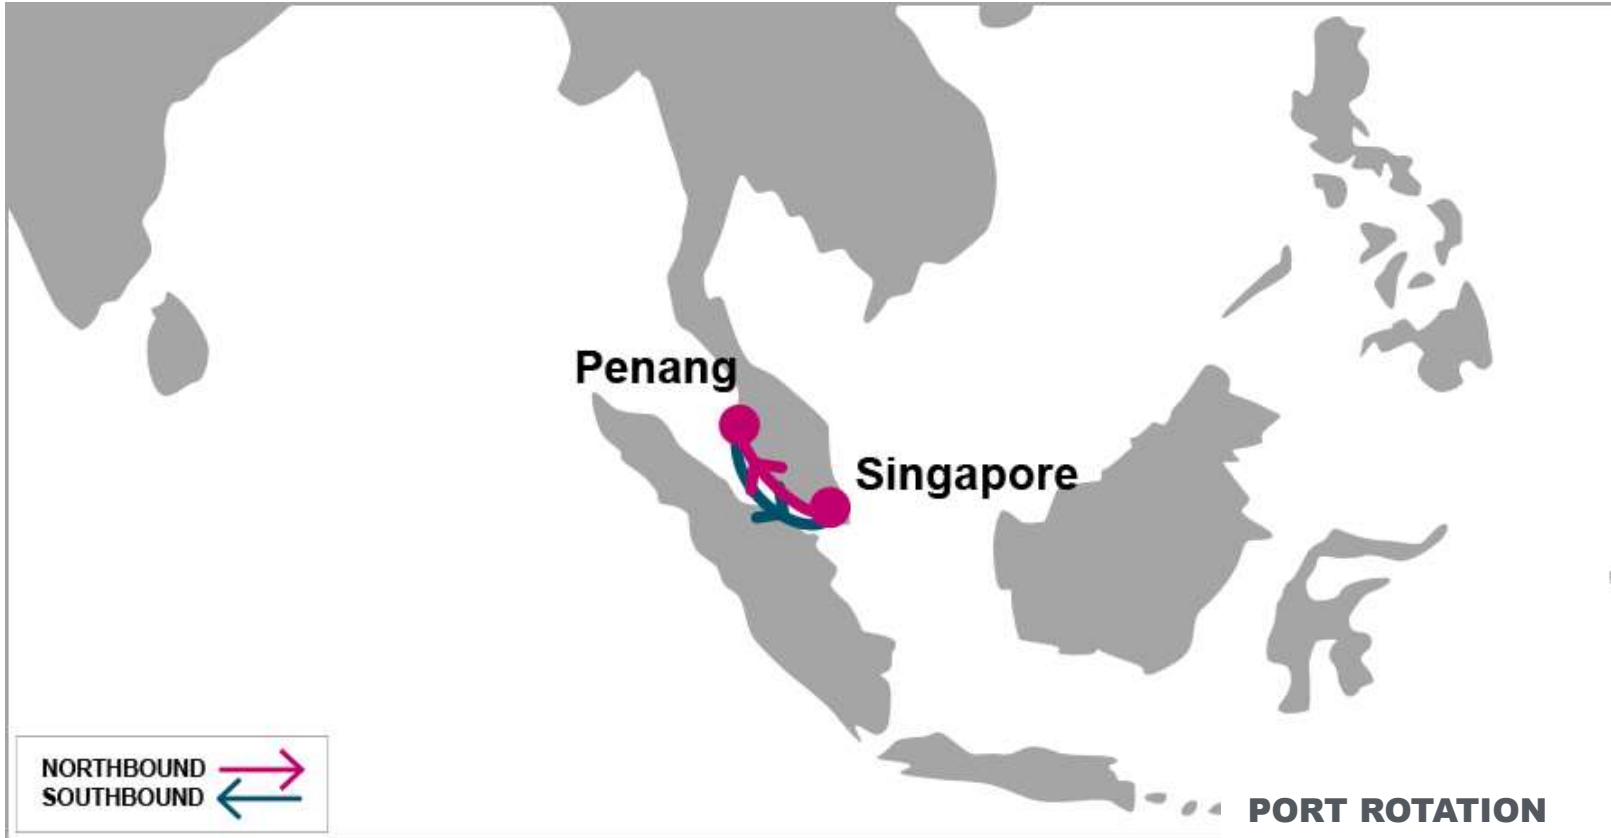 Penang
Singapore
NORTHBOUND
SOUTHBOUND
PORT ROTATION